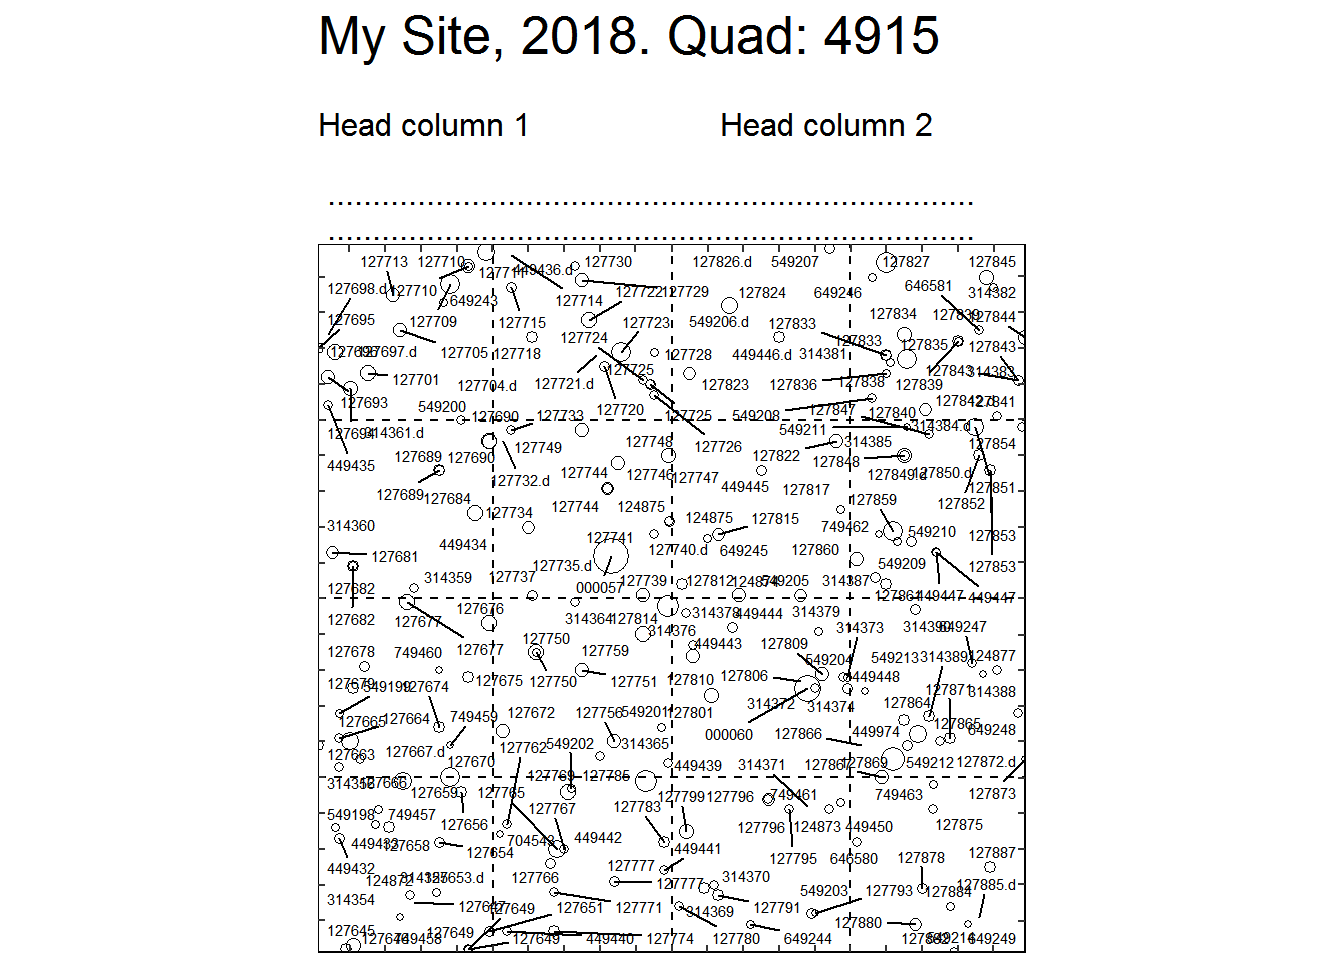 My Site, 2018. Quad: 4915
Head column 1 Head column 2
127713 127710 127711 449436.d 127730 127826.d 549207 127827 127845
127698.d 127710 649243 127714 127722 127729 127824 649246 646581 314382
127695 127709 127715 127723 549206.d 127833 127834 127839 127844
127697.d 127705 127718 127724 127728 449446.d 314381 127833 127835 127843
127701 127704.d 127721.d 127725 127823 127836 127838 127839 127843 314383
127693 549200 127690 127733 127720 127725 549208 127847 127840 127842.d 127841
127694 314361.d 127749 127748 127726 549211 314385 314384.d 127854
449435 127689 127690 127732.d 127744 127746 127747 127822 127848 127849.d 127850.d
127689 127684 127744 124875 449445 127817 127859 127852 127851
314360 449434 127734 127741 124875 127815 749462 549210 127853
127681 127735.d 127740.d 649245 127860 549209 127853
127682 314359 127737 000057 127739 127812 124874 549205 314387 127861 449447 449447
127682 127677 127676 314364 127814 314378 449444 314379 314373 314390 649247
127678 749460 127677 127750 127759 314376 449443 127809 549204 549213 314389 124877
127679 549199 127674 127675 127750 127751 127810 127806 449448 127871 314388
127665 127664 749459 127672 127756 549201 127801 314372 314374 127864 127865 649248
127663 127667.d 127670 127762 549202 314365 000060 127866 449974 127872.d
314356 127666 127659 127765 127769 127785 449439 314371 127867 127869 549212 127873
549198 749457 127656 127767 127783 127799 127796 749461 749463 127875
449433 127658 127654 704543 449442 449441 127796 124873 449450
449432 124872 127653.d 127766 127777 127777 314370 127795 646580 127878 127887
314354 127647 127649 127651 127771 314369 127791 549203 127793 127884 127885.d
127645 127646 749458 127649 127649 449440 127774 127780 649244 127880 127882 549214 649249